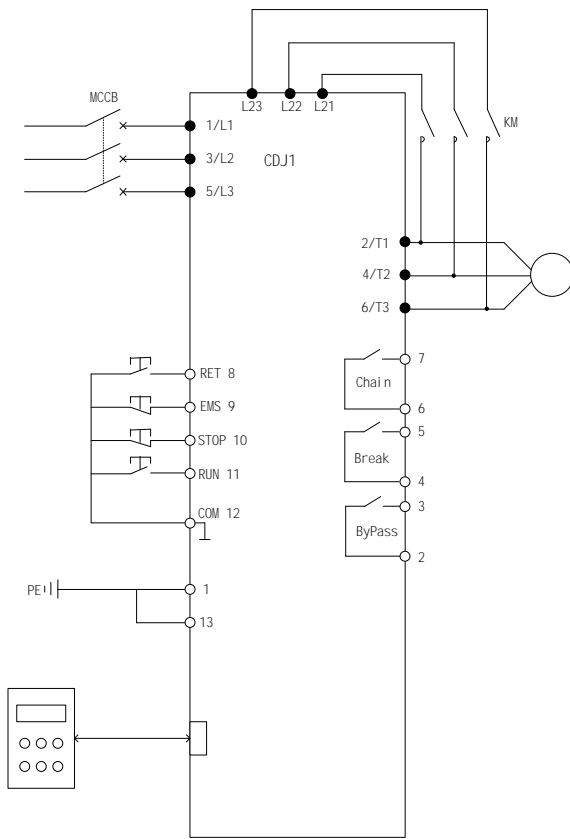 MCCB
L23 L22 L21
KM
1/L1
3/L2
5/L3
CDJ1
2/T1
4/T2
6/T3
RET 8
EMS 9
STOP 10
RUN 11
COM 12
7
Chain
6
5
Break
4
3
ByPass
2
PE
1
13